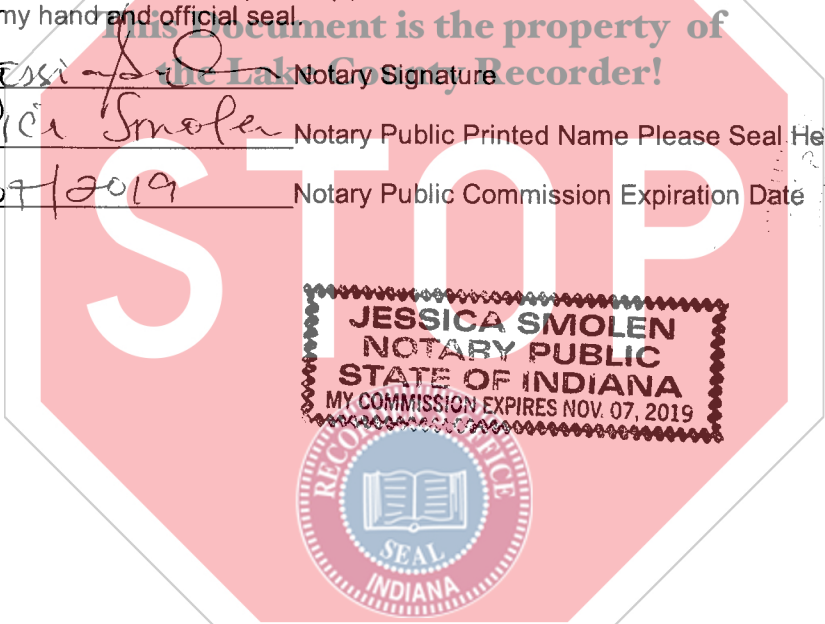 my hand and official seal.
This Document is the property of
the Lake County Recorder!
Notary Signature
Smolen Notary Public Printed Name Please Seal He
07/2019 Notary Public Commission Expiration Date
STOP
JESSICA SMOLEN
NOTARY PUBLIC
STATE OF INDIANA
MY COMMISSION EXPIRES NOV. 07, 2019
RECORDER'S OFFICE
SEAL
INDIANA